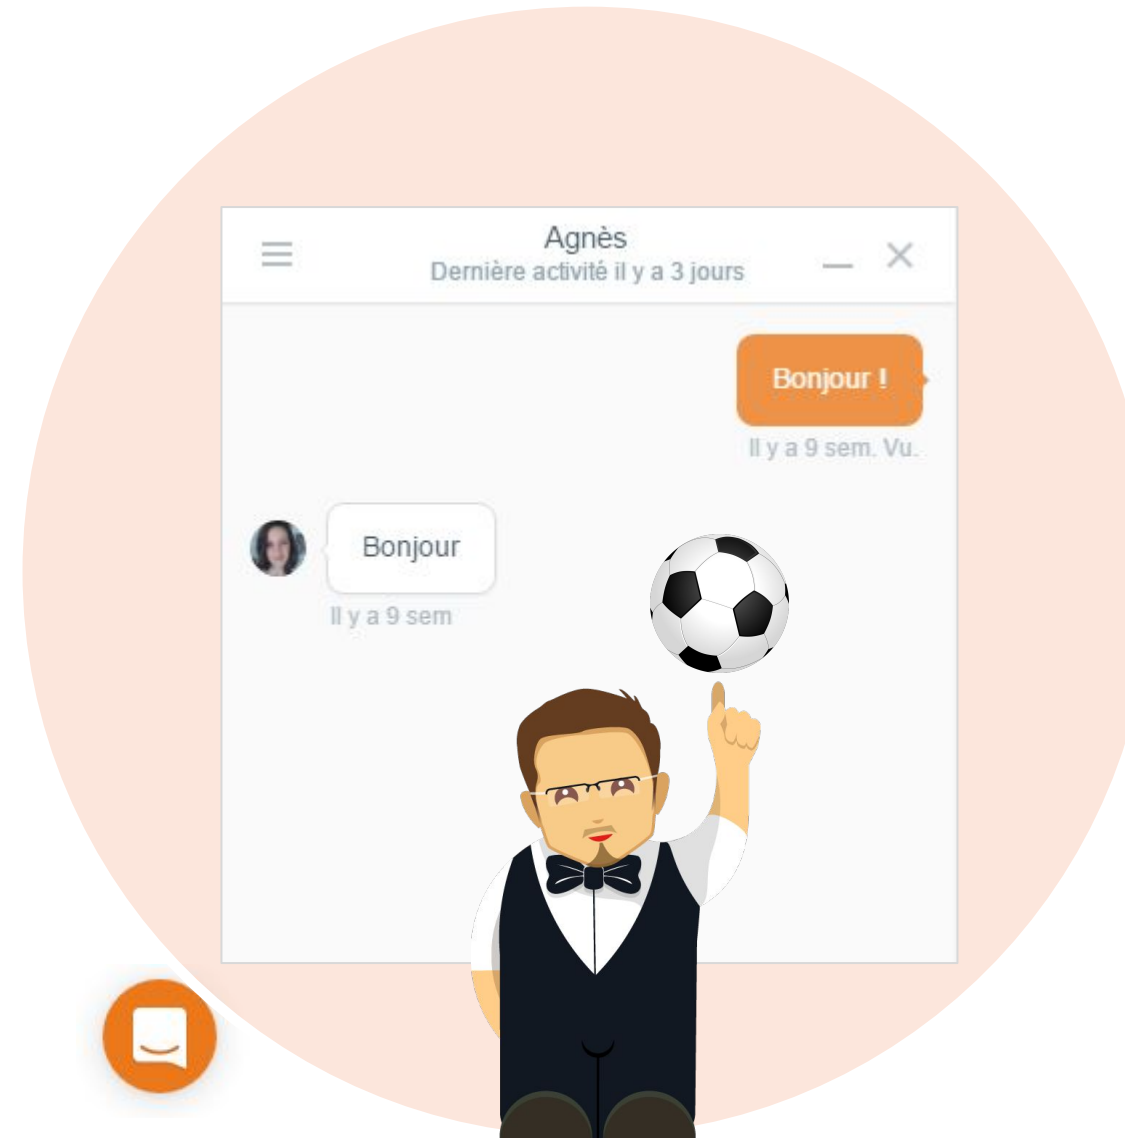 Agnès
Dernière activité il y a 3 jours
Bonjour !
Il y a 9 sem. Vu.
Bonjour
Il y a 9 sem